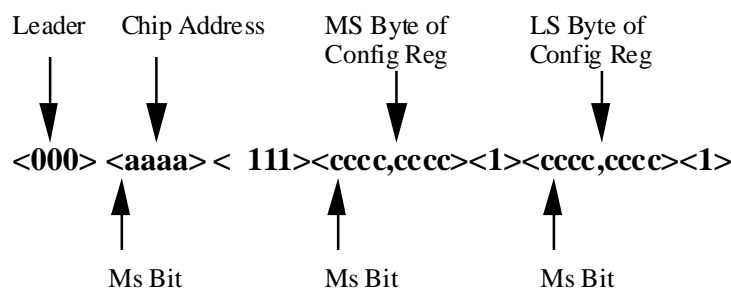 Leader Chip Address MS Byte of LS Byte of
Config Reg Config Reg
<000> <aaaa> < 111><cccc,cccc><1><cccc,cccc><1>
Ms Bit Ms Bit Ms Bit